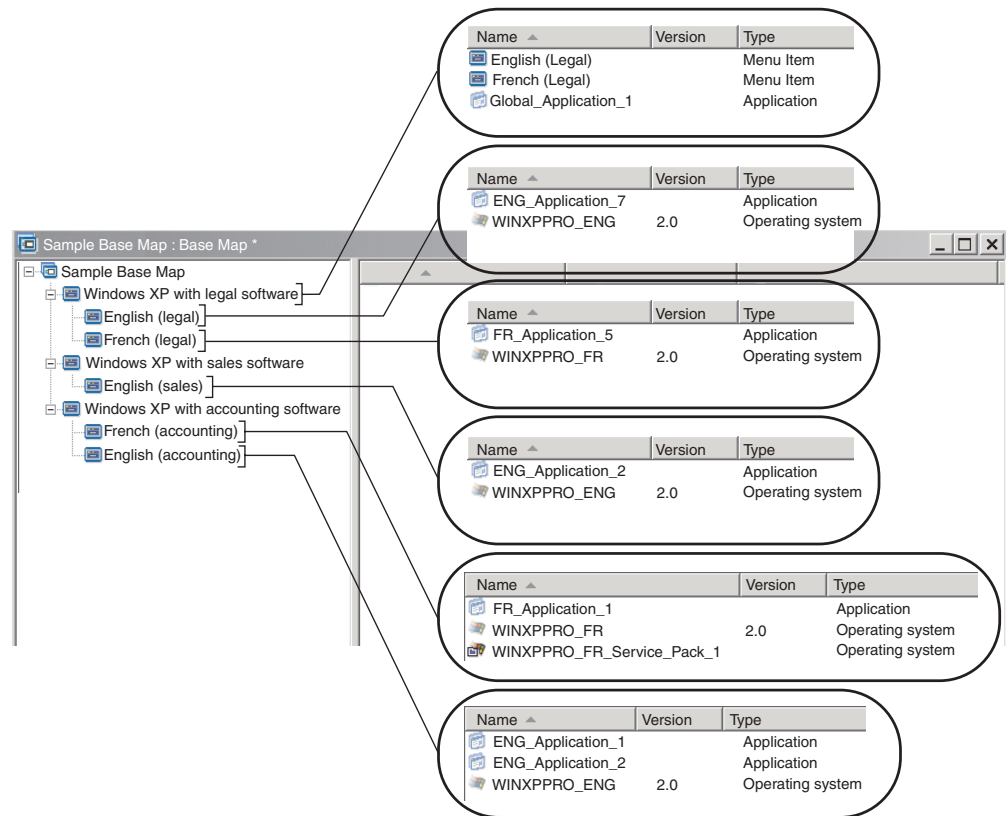 Name Version Type
English (Legal) Menu Item
French (Legal) Menu Item
Global_Application_1 Application
Name Version Type
ENG_Application_7 Application
WINXPPRO_ENG 2.0 Operating system
Sample Base Map : Base Map *
Sample Base Map
Windows XP with legal software
English (legal)
French (legal)
Windows XP with sales software
English (sales)
Windows XP with accounting software
French (accounting)
English (accounting)
Name Version Type
FR_Application_5 Application
WINXPPRO_FR 2.0 Operating system
Name Version Type
ENG_Application_2 Application
WINXPPRO_ENG 2.0 Operating system
Name Version Type
FR_Application_1 Application
WINXPPRO_FR 2.0 Operating system
WINXPPRO_FR_Service_Pack_1 Operating system
Name Version Type
ENG_Application_1 Application
ENG_Application_2 Application
WINXPPRO_ENG 2.0 Operating system